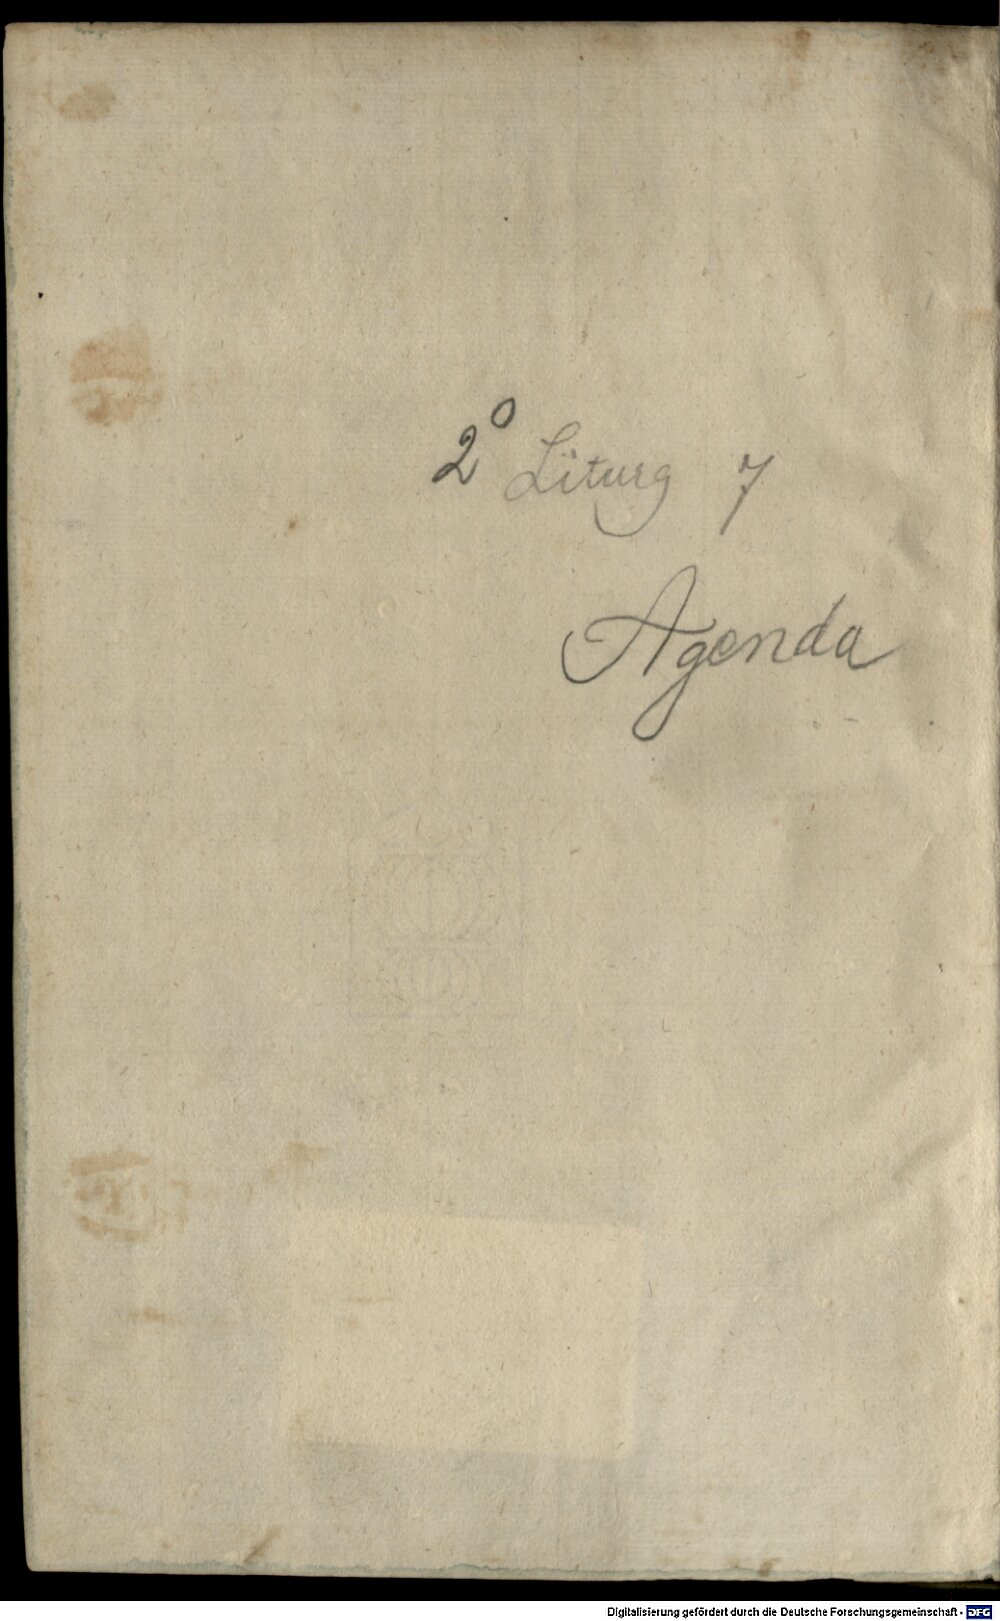 2° Liturg 7
Agenda
Digitalisierung gefördert durch die Deutsche Forschungsgemeinschaft - DFG